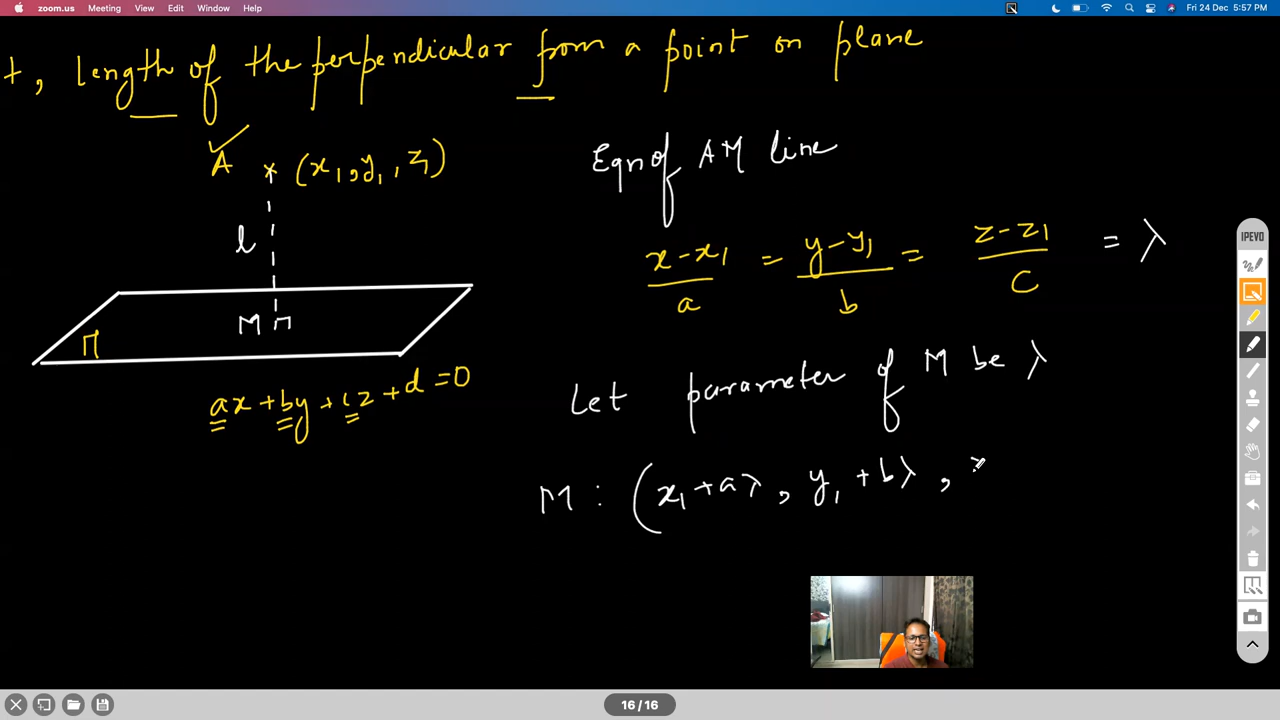 zoom.us Meeting View Edit Window Help Fri 24 Dec 5:57 PM
t, length of the perpendicular from a point on plane
A (x₁, y₁, z₁)
l
M
π
ax + by + cz + d = 0
Eqn of AM line
x-x₁/a = y-y₁/b = z-z₁/c = λ
Let parameter of M be λ
M : (x₁+aλ, y₁+bλ,
IPEVO
16 / 16